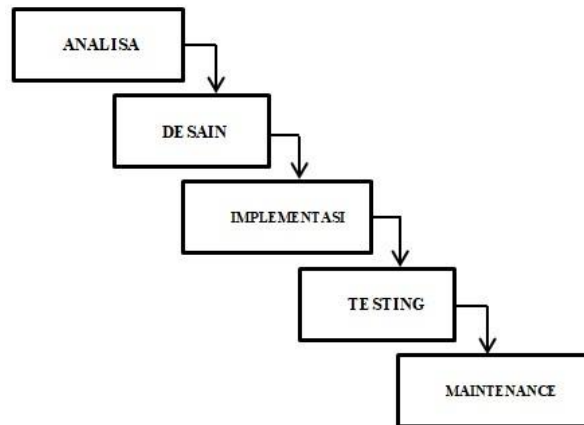 ANALISA
DESAIN
IMPLEMENTASI
TESTING
MAINTENANCE